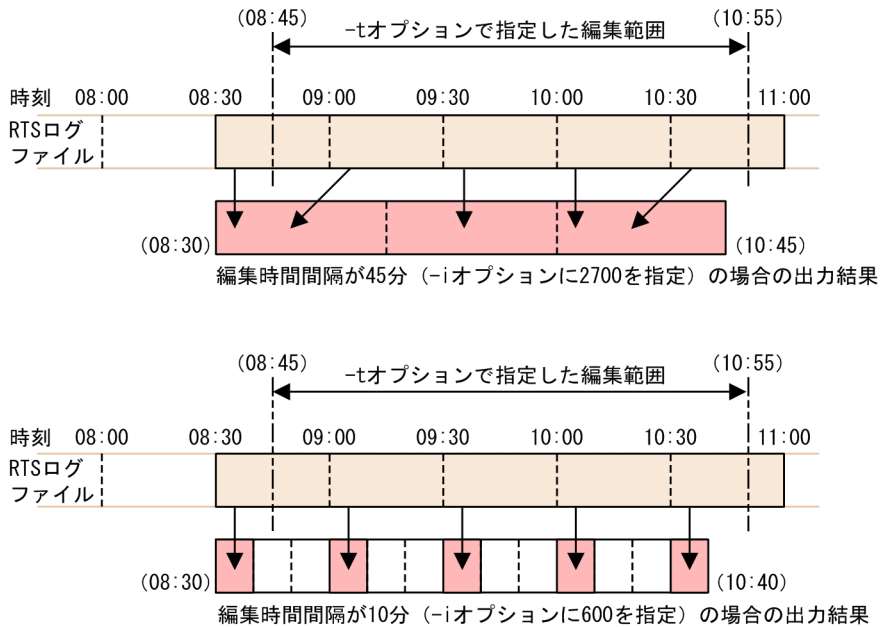 (08:45)
(10:55)
-tオプションで指定した編集範囲
時刻 08:00 08:30 09:00 09:30 10:00 10:30 11:00
RTSログ
ファイル
(08:30)
(10:45)
編集時間間隔が45分（-iオプションに2700を指定）の場合の出力結果
(08:45)
(10:55)
-tオプションで指定した編集範囲
時刻 08:00 08:30 09:00 09:30 10:00 10:30 11:00
RTSログ
ファイル
(08:30)
(10:40)
編集時間間隔が10分（-iオプションに600を指定）の場合の出力結果